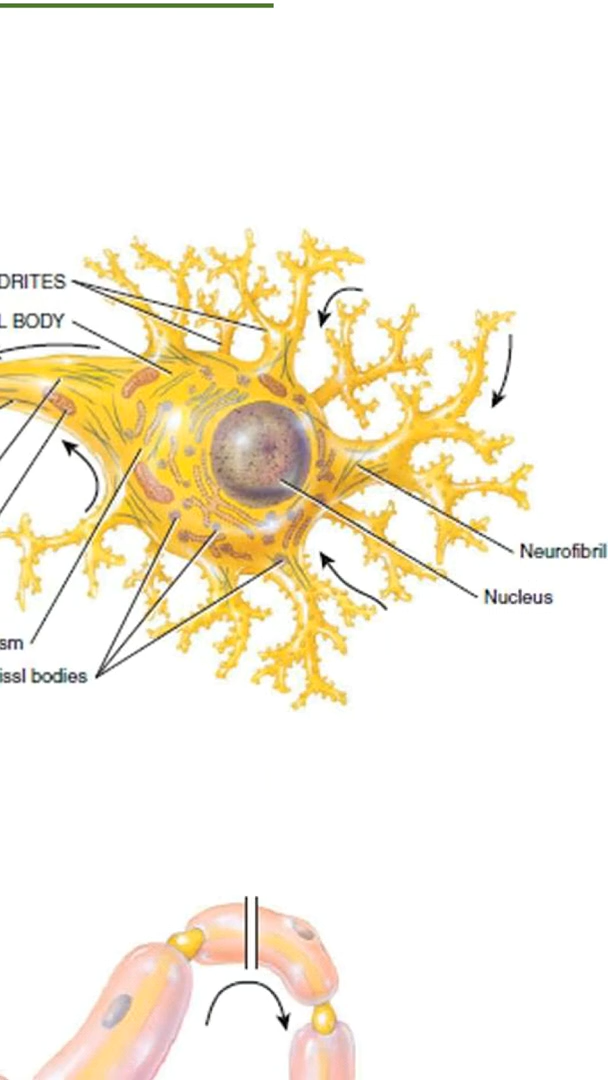 DRITES
L BODY
Neurofibril
Nucleus
sm
issl bodies